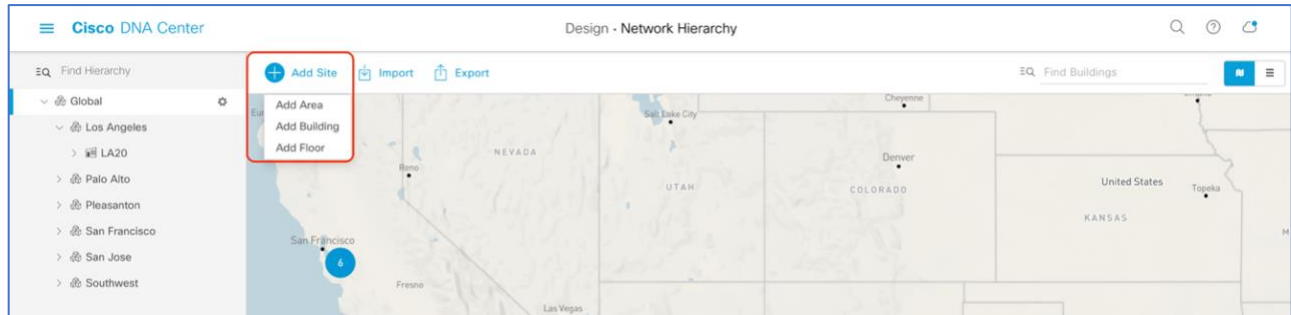 Cisco DNA Center
Design - Network Hierarchy
Find Hierarchy
Add Site
Import
Export
Find Buildings
Global
Add Area
Add Building
Add Floor
Los Angeles
LA20
Palo Alto
Pleasanton
San Francisco
San Jose
Southwest
Salt Lake City
Cheyenne
NEVADA
Reno
UTAH
Denver
COLORADO
United States
Topeka
KANSAS
San Francisco
6
Fresno
Las Vegas